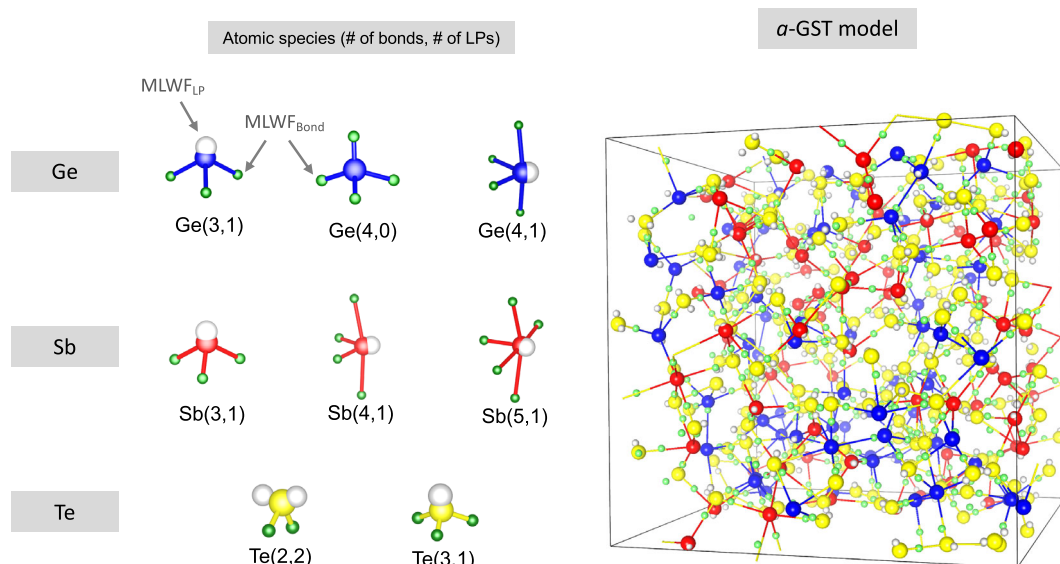 Atomic species (# of bonds, # of LPs)
a-GST model
MLWF_LP
MLWF_Bond
Ge
Ge(3,1)
Ge(4,0)
Ge(4,1)
Sb
Sb(3,1)
Sb(4,1)
Sb(5,1)
Te
Te(2,2)
Te(3,1)